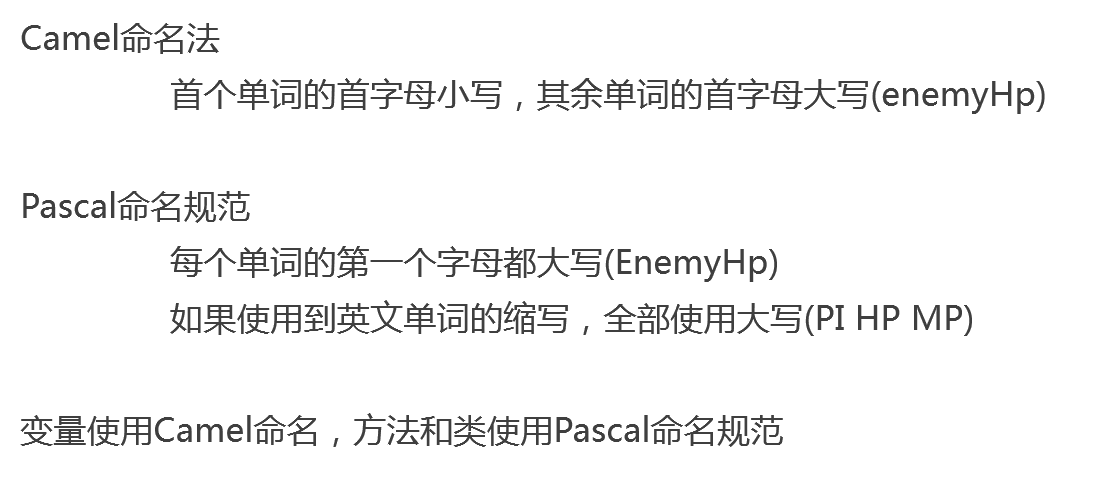 Camel命名法
首个单词的首字母小写，其余单词的首字母大写(enemyHp)
Pascal命名规范
每个单词的第一个字母都大写(EnemyHp)
如果使用到英文单词的缩写，全部使用大写(PI HP MP)
变量使用Camel命名，方法和类使用Pascal命名规范